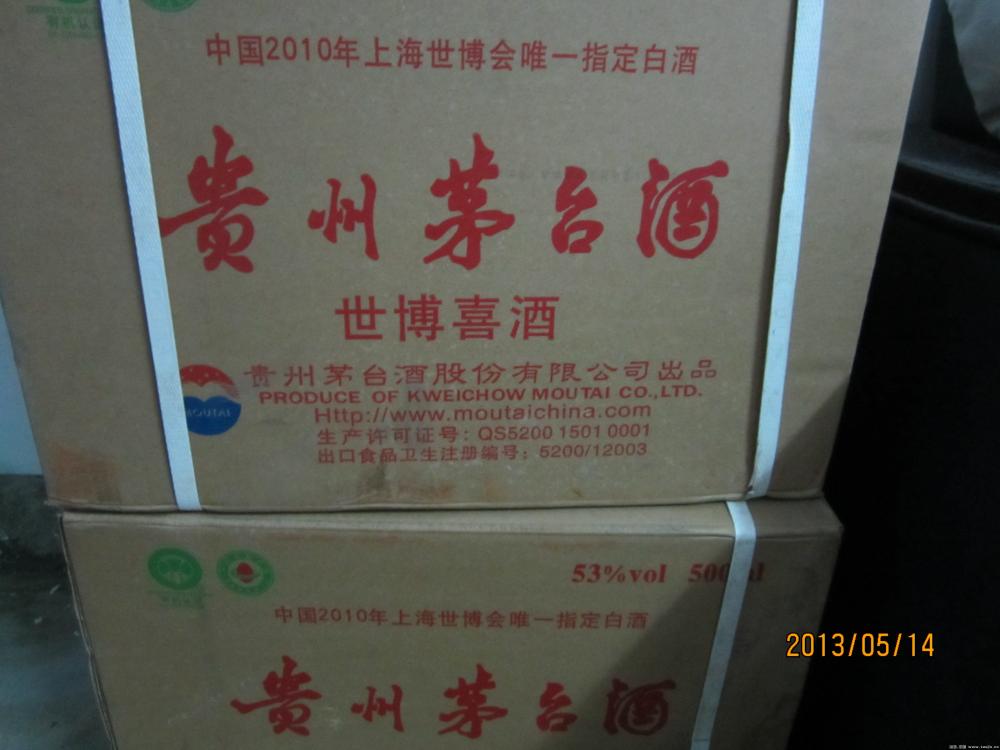 中国2010年上海世博会唯一指定白酒
贵州茅台酒
世博喜酒
MOUTAI
贵州茅台酒股份有限公司出品
PRODUCE OF KWEICHOW MOUTAI CO.,LTD.
Http://www.moutaichina.com
生产许可证号：QS5200 1501 0001
出口食品卫生注册编号：5200/12003
53%vol 500ml
中国2010年上海世博会唯一指定白酒
贵州茅台酒
2013/05/14